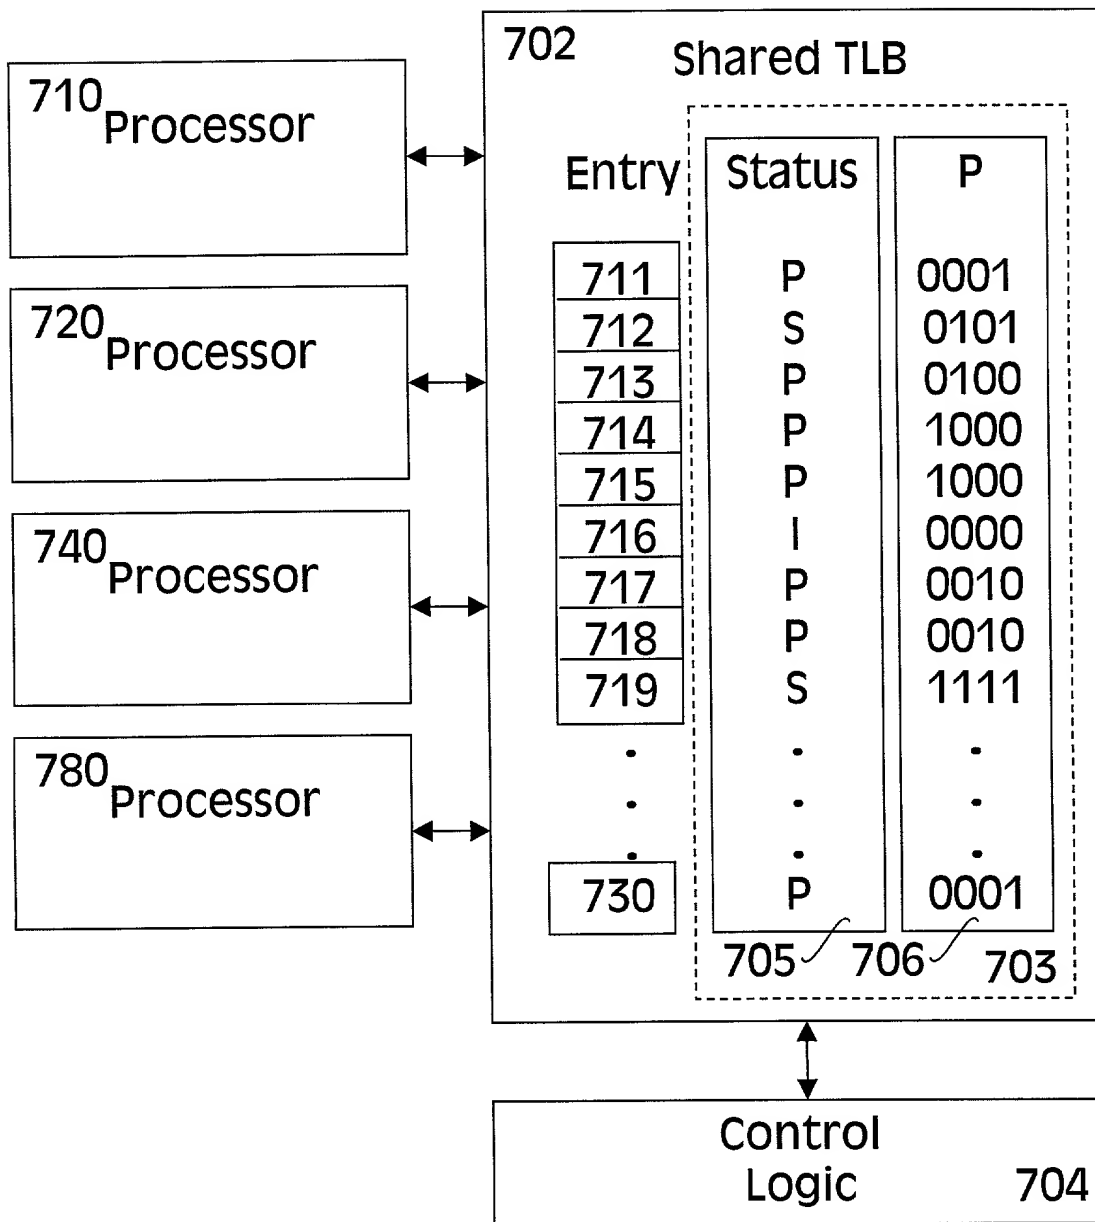 702 Shared TLB
710 Processor
Entry Status P
711 P 0001
712 S 0101
720 Processor
713 P 0100
714 P 1000
715 P 1000
716 I 0000
740 Processor
717 P 0010
718 P 0010
719 S 1111
780 Processor
730 P 0001
705 706 703
Control
Logic 704